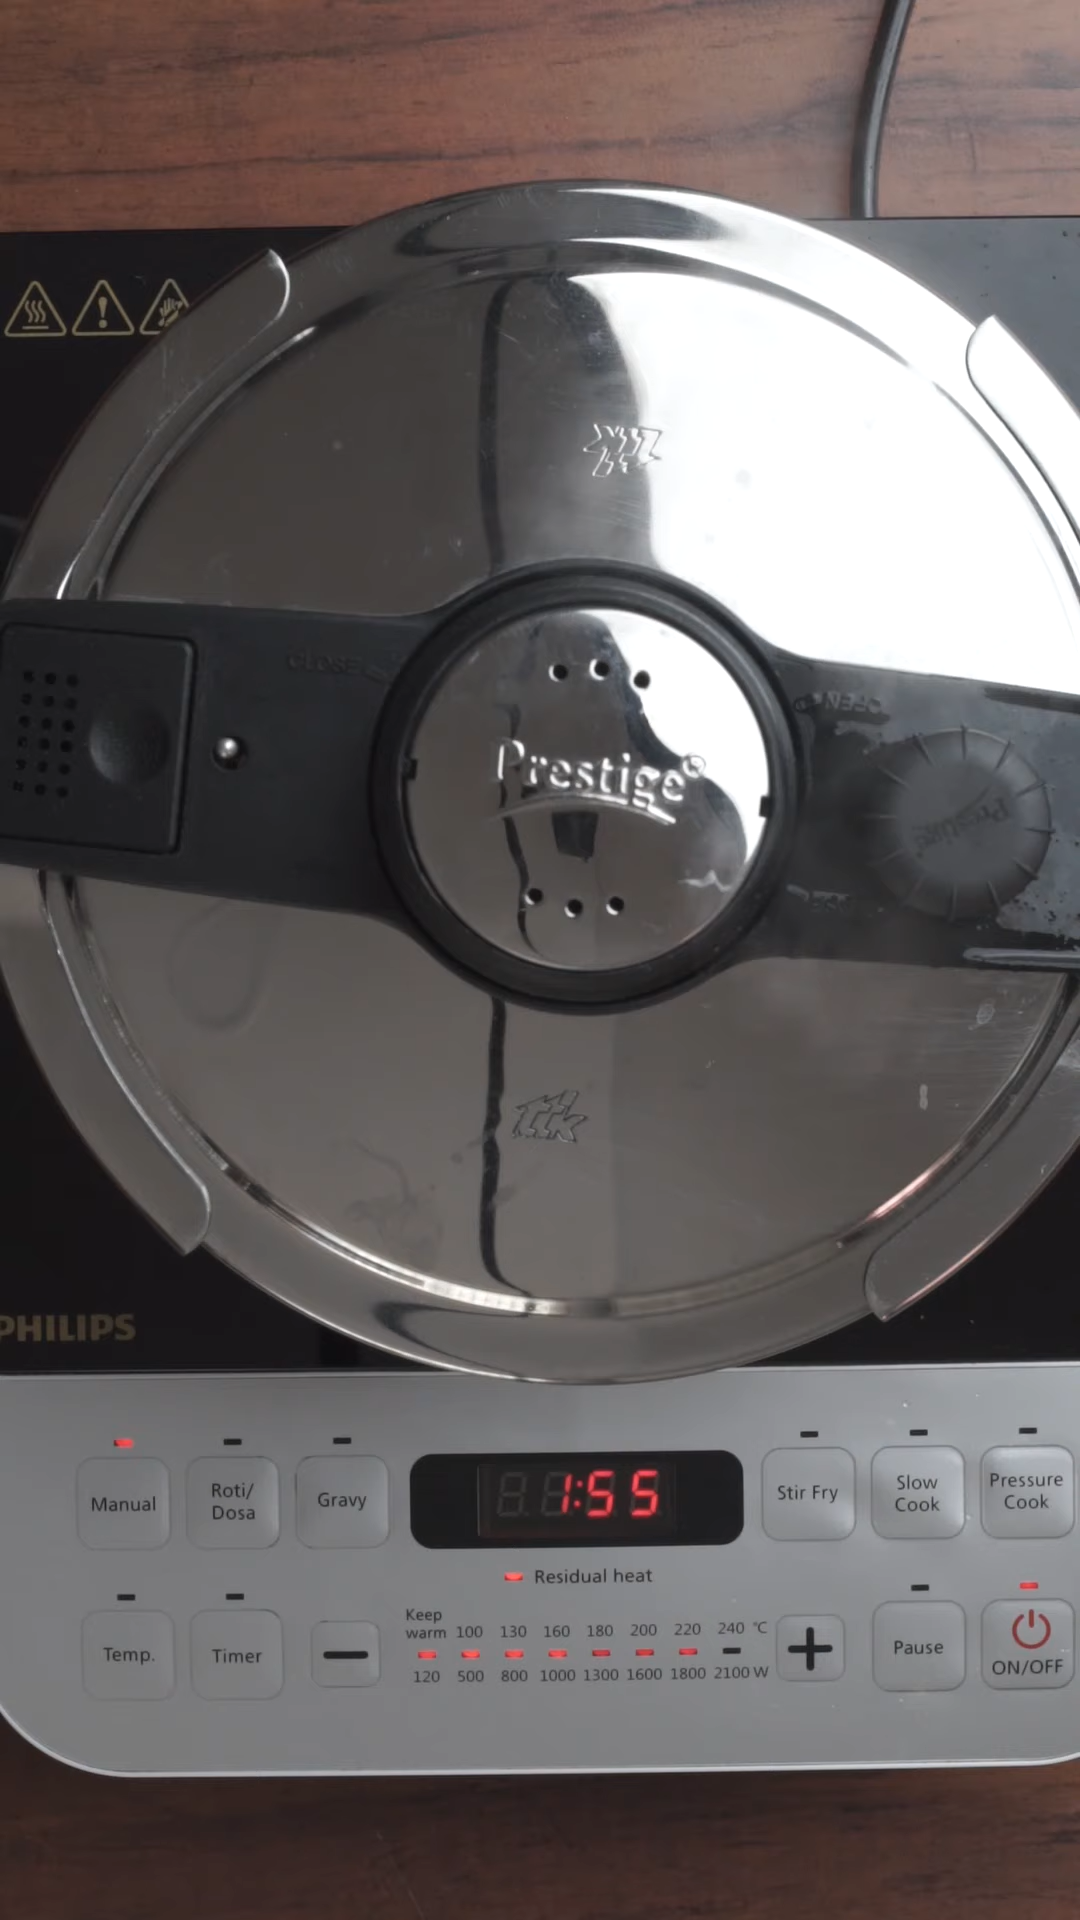 ttk
CLOSE
OPEN
Prestige®
Prestige
ttk
PHILIPS
Manual
Roti/
Dosa
Gravy
1:55
Stir Fry
Slow
Cook
Pressure
Cook
Residual heat
Keep
warm 100 130 160 180 200 220 240 °C
120 500 800 1000 1300 1600 1800 2100 W
Temp.
Timer
Pause
ON/OFF